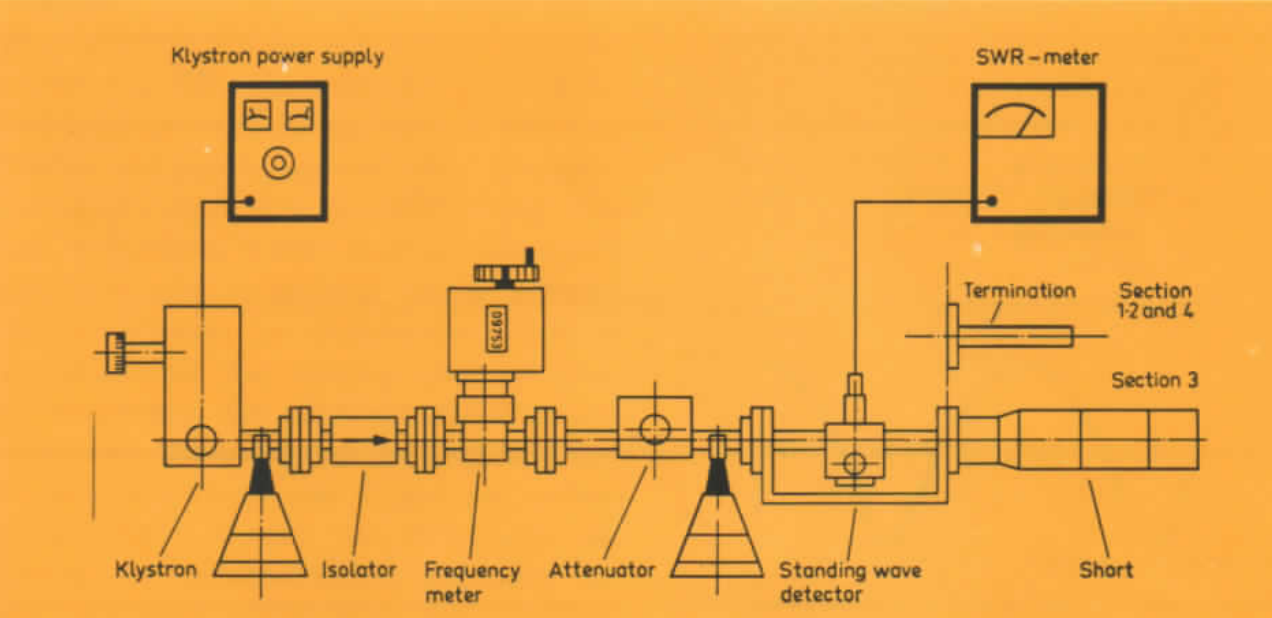 Klystron power supply
SWR-meter
09753
Termination
Section
1-2 and 4
Section 3
Klystron
Isolator
Frequency
meter
Attenuator
Standing wave
detector
Short